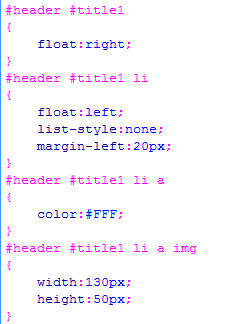 #header #title1
{
    float:right;
}
#header #title1 li
{
    float:left;
    list-style:none;
    margin-left:20px;
}
#header #title1 li a
{
    color:#FFF;
}
#header #title1 li a img
{
    width:130px;
    height:50px;
}